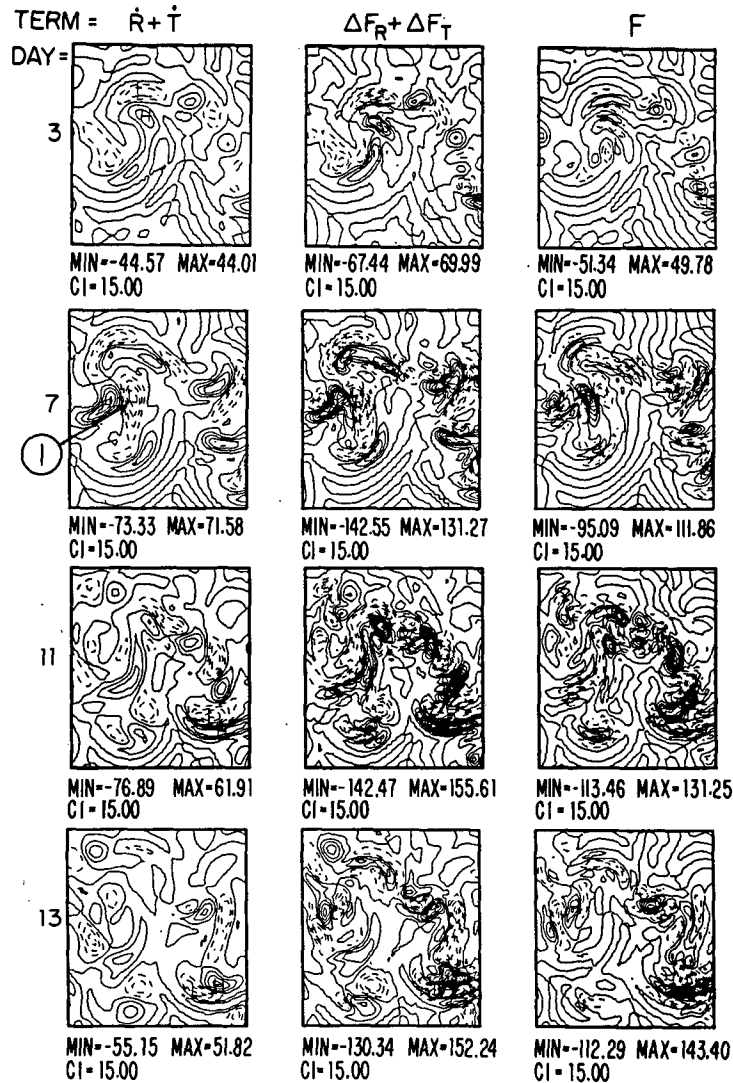 TERM = Ṙ + Ṫ ΔF_R + ΔF_T F
DAY=
3
MIN=-44.57 MAX=44.01 MIN=-67.44 MAX=69.99 MIN=-51.34 MAX=49.78
CI=15.00 CI=15.00 CI=15.00
7
1
MIN=-73.33 MAX=71.58 MIN=-142.55 MAX=131.27 MIN=-95.09 MAX=111.86
CI=15.00 CI=15.00 CI=15.00
11
MIN=-76.89 MAX=61.91 MIN=-142.47 MAX=155.61 MIN=-113.46 MAX=131.25
CI=15.00 CI=15.00 CI=15.00
13
MIN=-55.15 MAX=51.82 MIN=-130.34 MAX=152.24 MIN=-112.29 MAX=143.40
CI=15.00 CI=15.00 CI=15.00